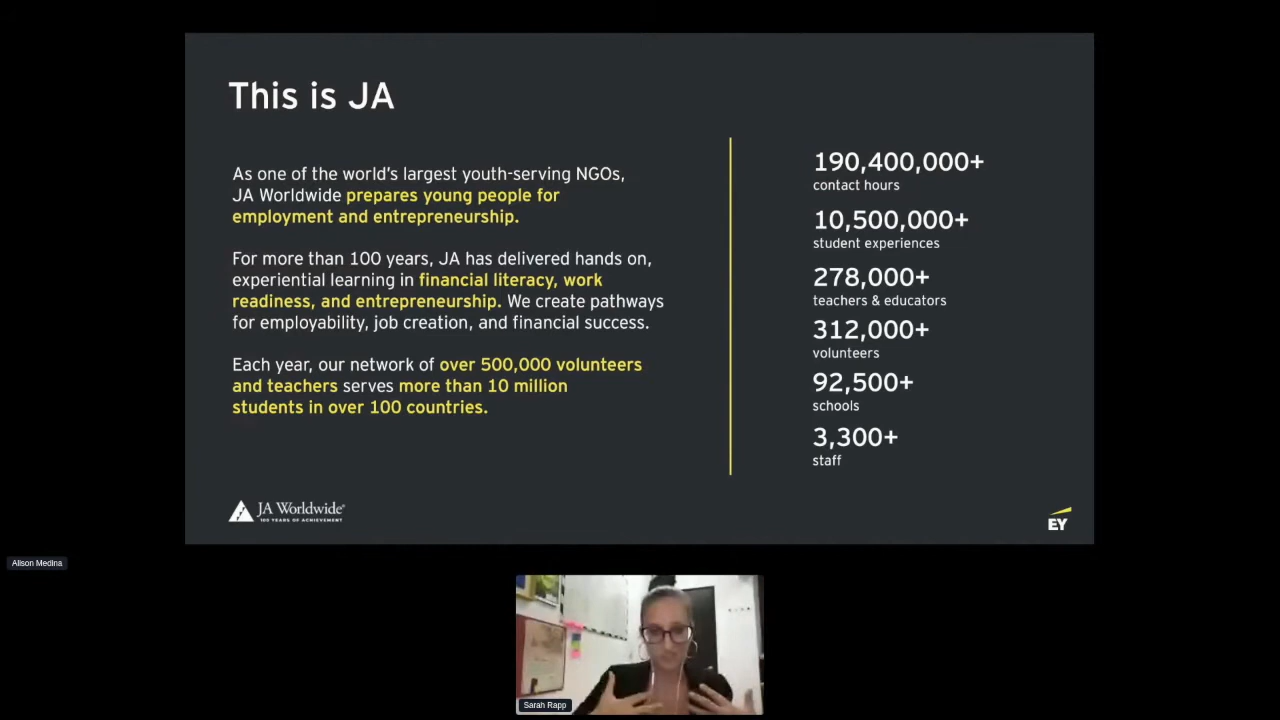 This is JA
As one of the world's largest youth-serving NGOs,
JA Worldwide prepares young people for
employment and entrepreneurship.
For more than 100 years, JA has delivered hands on,
experiential learning in financial literacy, work
readiness, and entrepreneurship. We create pathways
for employability, job creation, and financial success.
Each year, our network of over 500,000 volunteers
and teachers serves more than 10 million
students in over 100 countries.
190,400,000+
contact hours
10,500,000+
student experiences
278,000+
teachers & educators
312,000+
volunteers
92,500+
schools
3,300+
staff
JA Worldwide®
100 YEARS OF ACHIEVEMENT
EY
Alison Medina
Sarah Rapp